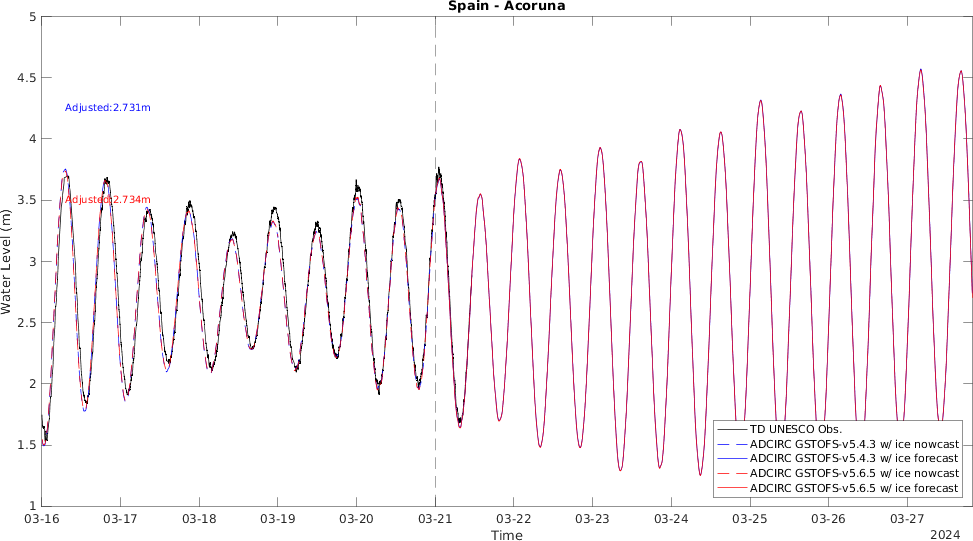 Spain - Acoruna
5
4.5
Adjusted:2.731m
4
3.5
Adjusted:2.734m
3
2.5
2
1.5
1
Water Level (m)
TD UNESCO Obs.
ADCIRC GSTOFS-v5.4.3 w/ ice nowcast
ADCIRC GSTOFS-v5.4.3 w/ ice forecast
ADCIRC GSTOFS-v5.6.5 w/ ice nowcast
ADCIRC GSTOFS-v5.6.5 w/ ice forecast
03-16 03-17 03-18 03-19 03-20 03-21 03-22 03-23 03-24 03-25 03-26 03-27
Time
2024